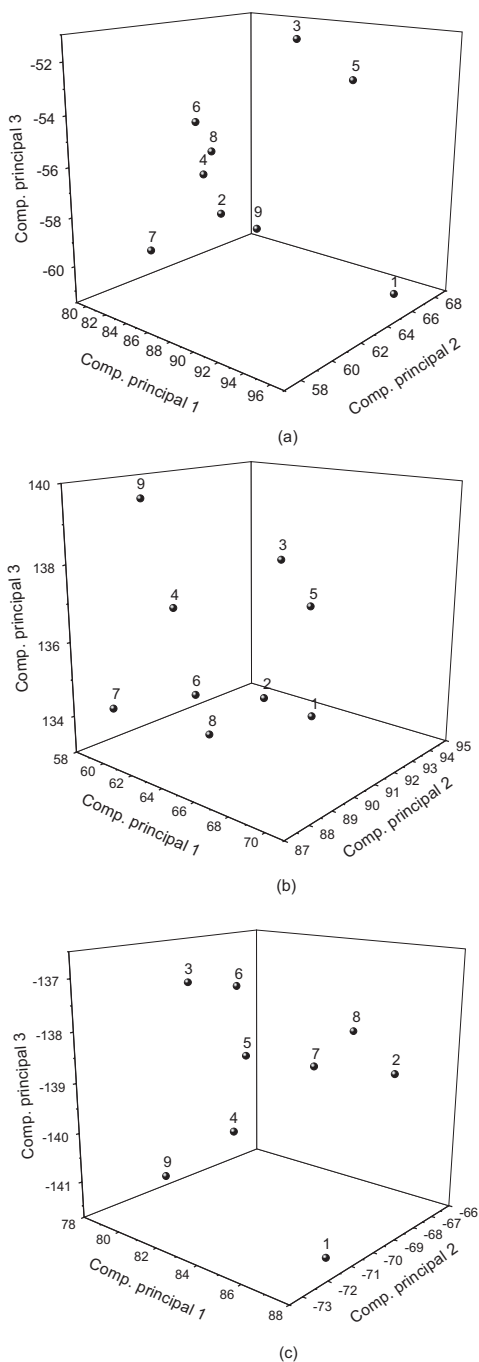 3
-52
5
-54
6
8
-56
4
2
9
-58
7
-60
1
80 82 84 86 88 90 92 94 96
58 60 62 64 66 68
Comp. principal 1
Comp. principal 2
Comp. principal 3
(a)
140
9
3
138
4
5
136
7
6
2
1
134
8
58 60 62 64 66 68 70
87 88 89 90 91 92 93 94 95
Comp. principal 1
Comp. principal 2
Comp. principal 3
(b)
-137
3
6
8
-138
5
7
2
-139
4
-140
9
-141
1
78 80 82 84 86 88
-73 -72 -71 -70 -69 -68 -67 -66
Comp. principal 1
Comp. principal 2
Comp. principal 3
(c)